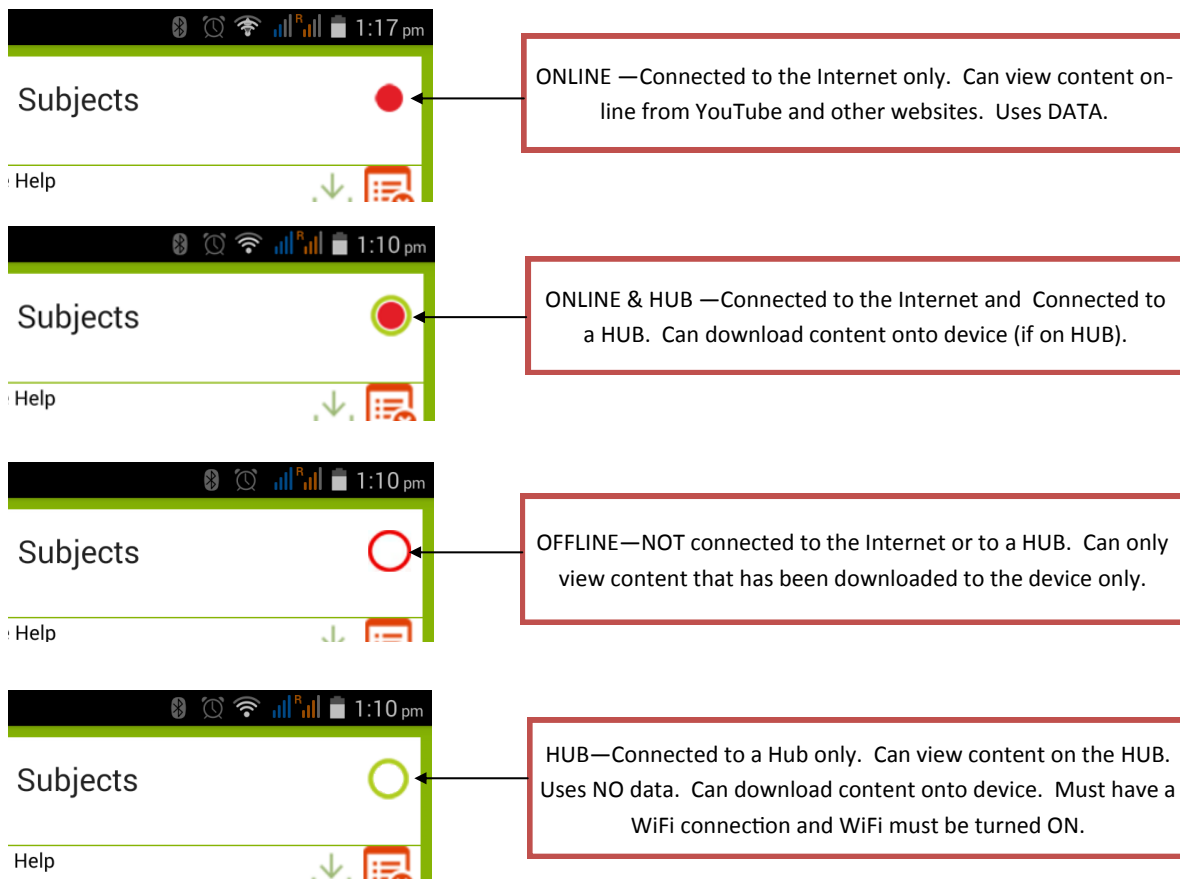 R 1:17 pm
Subjects
ONLINE —Connected to the Internet only. Can view content on-
line from YouTube and other websites. Uses DATA.
Help
R 1:10 pm
Subjects
ONLINE & HUB —Connected to the Internet and Connected to
a HUB. Can download content onto device (if on HUB).
Help
R 1:10 pm
Subjects
OFFLINE—NOT connected to the Internet or to a HUB. Can only
view content that has been downloaded to the device only.
Help
R 1:10 pm
Subjects
HUB—Connected to a Hub only. Can view content on the HUB.
Uses NO data. Can download content onto device. Must have a
WiFi connection and WiFi must be turned ON.
Help